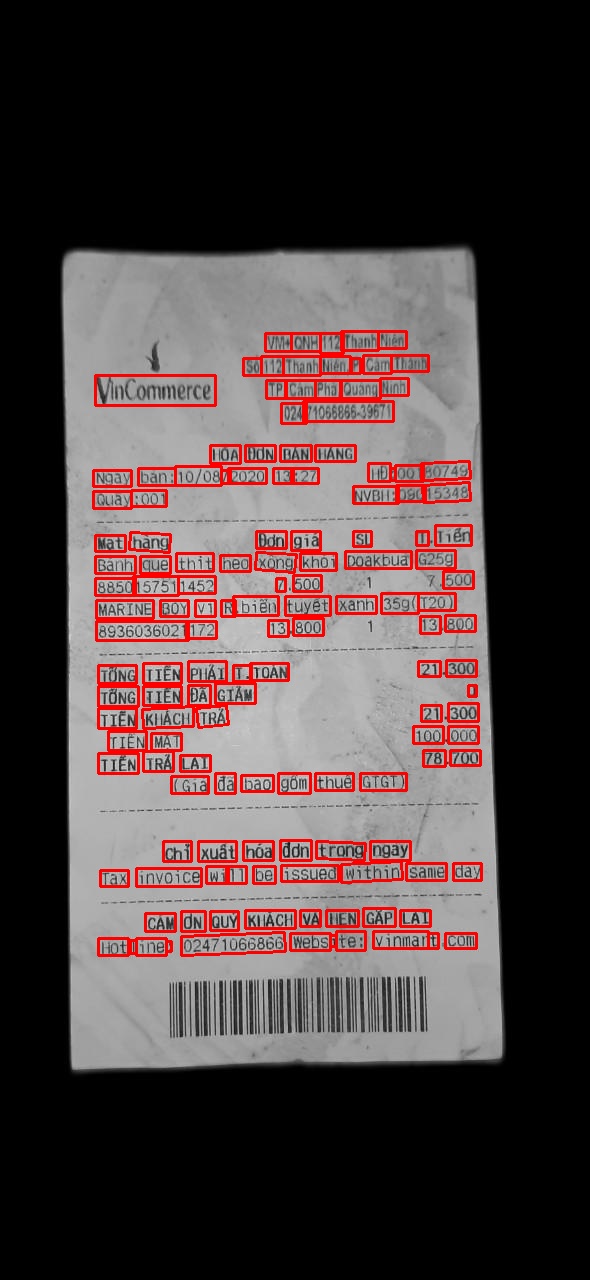 VM+ QNH 112 Thanh Niên
Số 112 Thanh Niên, P Cẩm Thành
VinCommerce
TP Cẩm Phả Quảng Ninh
02471066866-39671
HÓA ĐƠN BÁN HÀNG
Ngày bán:10/08/2020 13:27 HĐ:00180749
Quầy:001 NVBH:09015348
Mặt hàng Đơn giá SL T.Tiền
Bánh que thịt heo xông khói Doakbua G25g
8850157511452 7.500 1 7.500
MARINE BOY vị R.biển tuyết xanh 35g(T20)
8936036021172 13.800 1 13.800
TỔNG TIỀN PHẢI T.TOÁN 21.300
TỔNG TIỀN ĐÃ GIẢM 0
TIỀN KHÁCH TRẢ 21.300
TIỀN MẶT 100.000
TIỀN TRẢ LẠI 78.700
(Giá đã bao gồm thuế GTGT)
Chỉ xuất hóa đơn trong ngày
Tax invoice will be issued within same day
CẢM ƠN QUÝ KHÁCH VÀ HẸN GẶP LẠI
Hotline: 02471066866 Website: vinmart.com